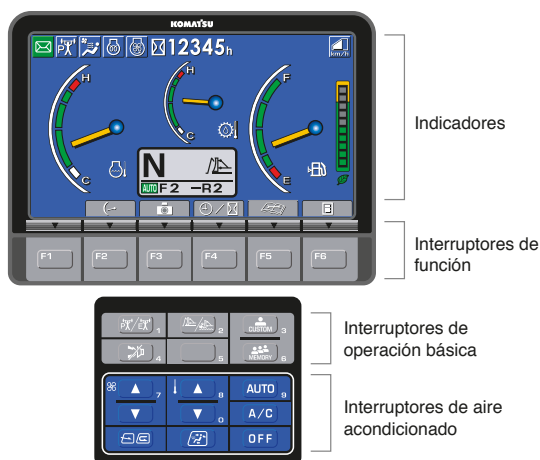 KOMATSU
P 12345h km/h
H H F
C C E
N
AUTO F2 −R2
B
F1 F2 F3 F4 F5 F6
Indicadores
Interruptores de
función
P / E 1 2 CUSTOM 3
4 5 MEMORY 6
Interruptores de
operación básica
7 8 AUTO 9
0 A/C
OFF
Interruptores de aire
acondicionado